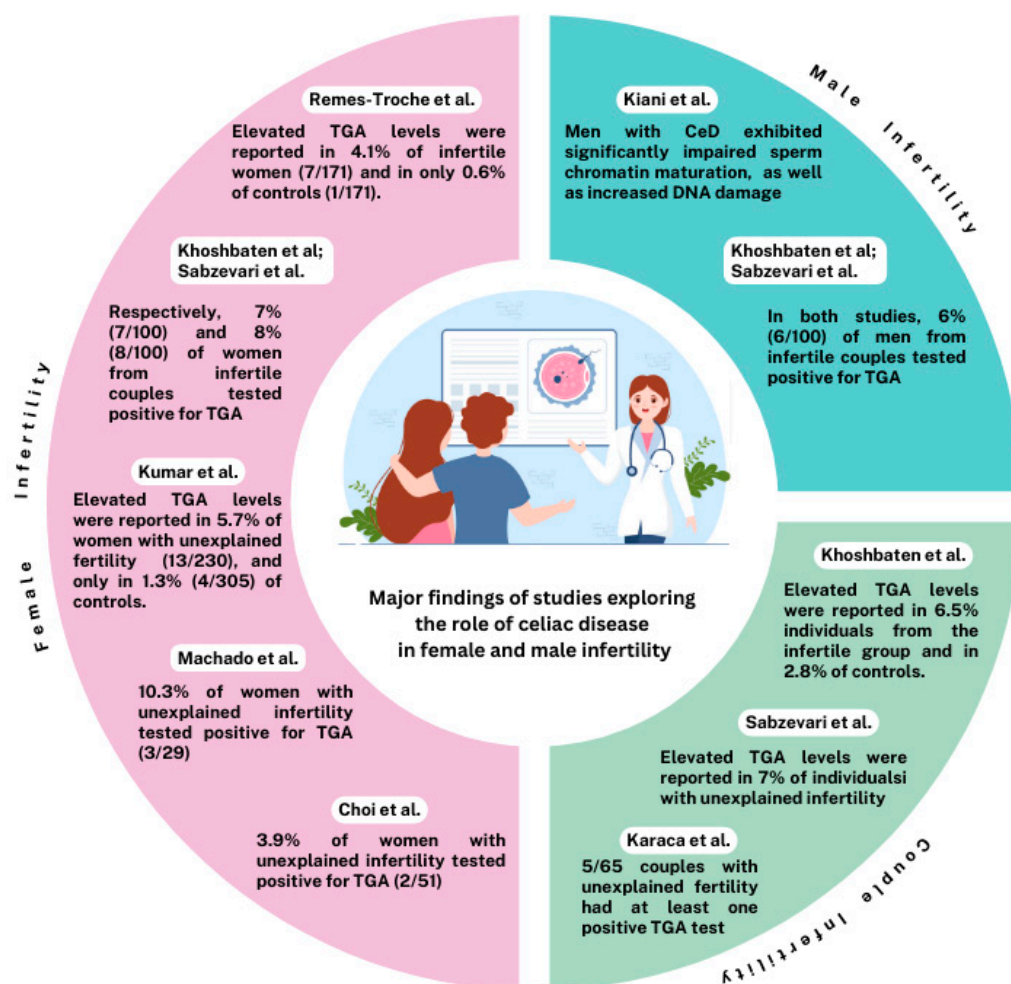 Female Infertility
Remes-Troche et al.
Elevated TGA levels were
reported in 4.1% of infertile
women (7/171) and in only 0.6%
of controls (1/171).
Khoshbaten et al;
Sabzevari et al.
Respectively, 7%
(7/100) and 8%
(8/100) of women
from infertile
couples tested
positive for TGA
Kumar et al.
Elevated TGA levels
were reported in 5.7% of
women with unexplained
fertility (13/230), and
only in 1.3% (4/305) of
controls.
Machado et al.
10.3% of women with
unexplained infertility
tested positive for TGA
(3/29)
Choi et al.
3.9% of women with
unexplained infertility tested
positive for TGA (2/51)
Major findings of studies exploring
the role of celiac disease
in female and male infertility
Male Infertility
Kiani et al.
Men with CeD exhibited
significantly impaired sperm
chromatin maturation, as well
as increased DNA damage
Khoshbaten et al;
Sabzevari et al.
In both studies, 6%
(6/100) of men from
infertile couples tested
positive for TGA
Khoshbaten et al.
Elevated TGA levels
were reported in 6.5%
individuals from the
infertile group and in
2.8% of controls.
Sabzevari et al.
Elevated TGA levels were
reported in 7% of individualsi
with unexplained infertility
Karaca et al.
5/65 couples with
unexplained fertility
had at least one
positive TGA test
Couple Infertility